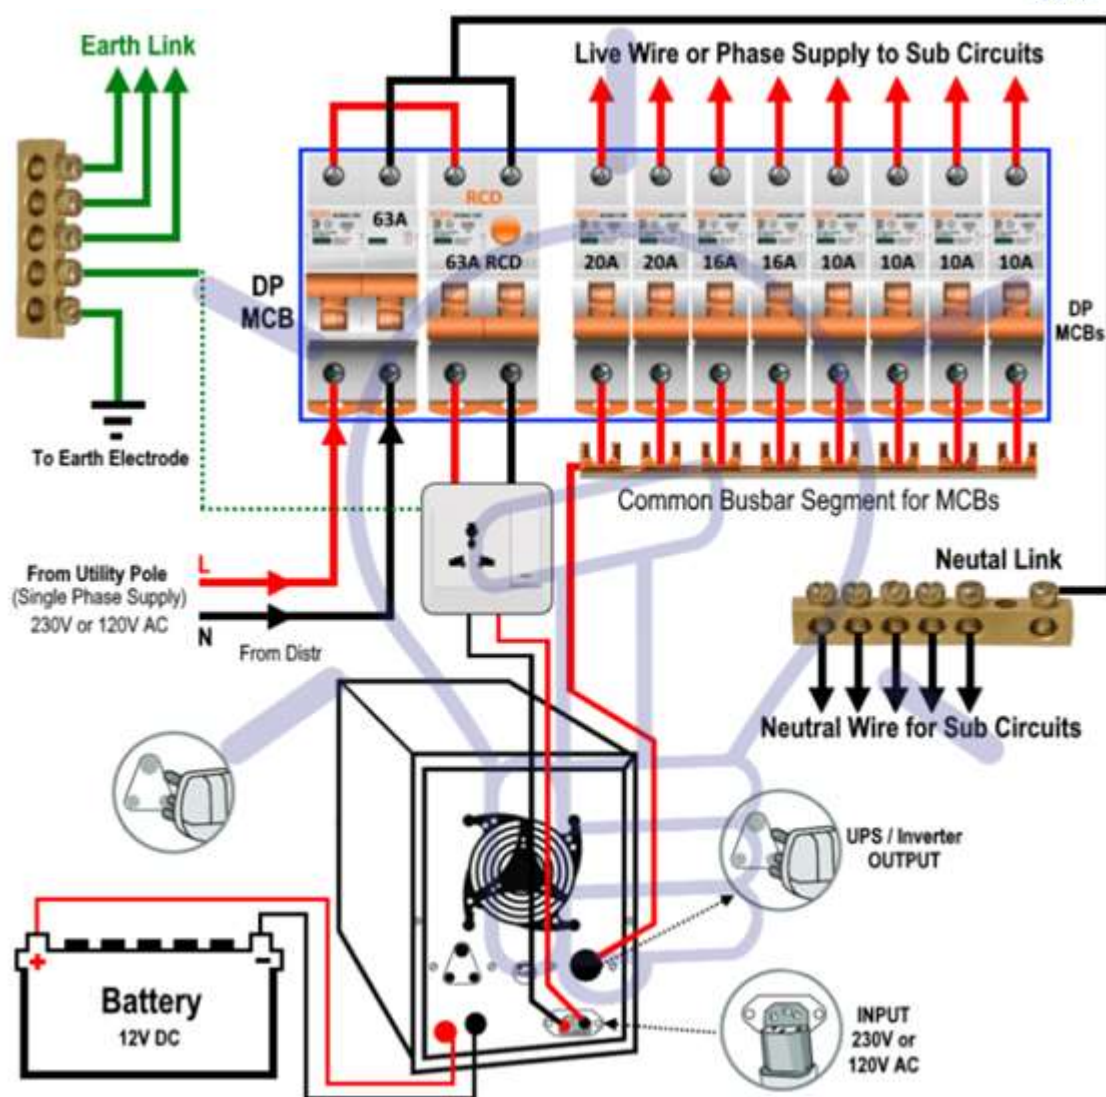 Earth Link
Live Wire or Phase Supply to Sub Circuits
RCD
63A
63A RCD
20A
20A
16A
16A
10A
10A
10A
10A
DP
MCB
DP
MCBs
To Earth Electrode
Common Busbar Segment for MCBs
From Utility Pole
(Single Phase Supply)
230V or 120V AC
L
N
From Distr
Neutal Link
Neutral Wire for Sub Circuits
UPS / Inverter
OUTPUT
+
-
Battery
12V DC
INPUT
230V or
120V AC